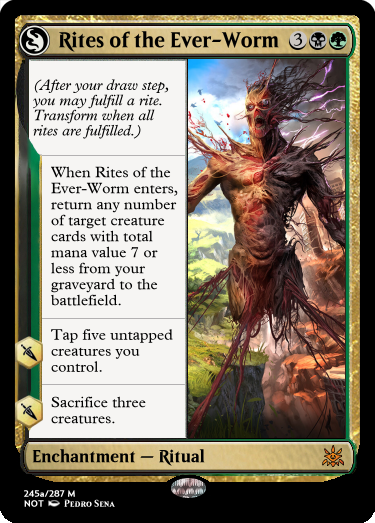 Rites of the Ever-Worm 3
(After your draw step,
you may fulfill a rite.
Transform when all
rites are fulfilled.)
When Rites of the
Ever-Worm enters,
return any number
of target creature
cards with total
mana value 7 or
less from your
graveyard to the
battlefield.
Tap five untapped
creatures you
control.
Sacrifice three
creatures.
Enchantment — Ritual
245a/287 M
NOT Pedro Sena